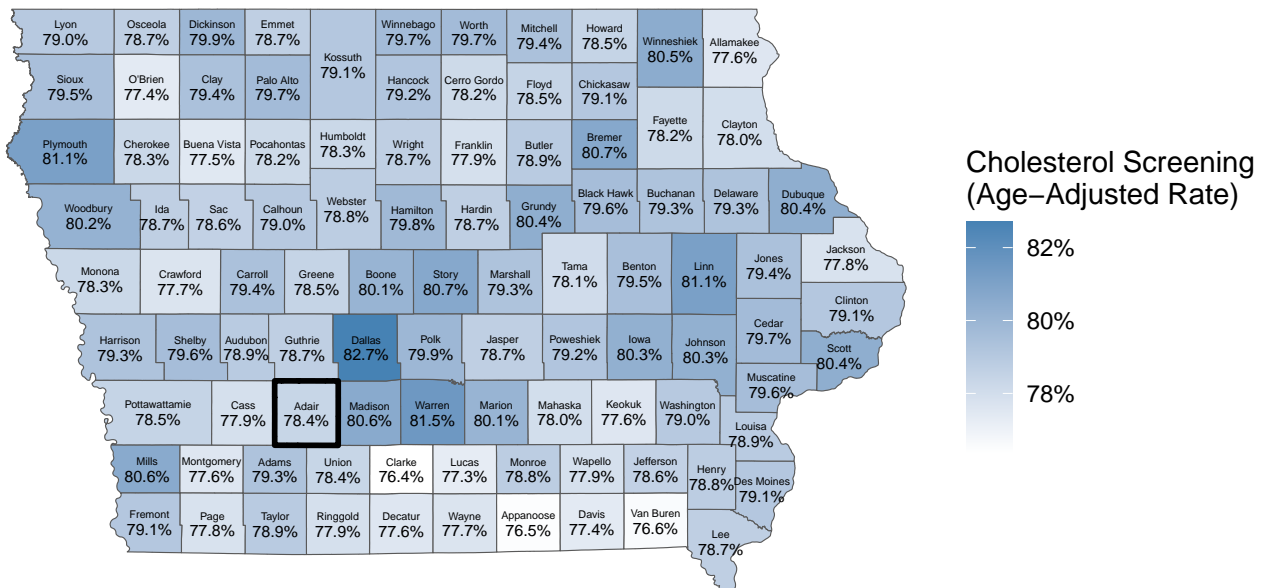 Lyon
79.0%
Osceola
78.7%
Dickinson
79.9%
Emmet
78.7%
Kossuth
79.1%
Winnebago
79.7%
Worth
79.7%
Mitchell
79.4%
Howard
78.5%
Winneshiek
80.5%
Allamakee
77.6%
Sioux
79.5%
O'Brien
77.4%
Clay
79.4%
Palo Alto
79.7%
Hancock
79.2%
Cerro Gordo
78.2%
Floyd
78.5%
Chickasaw
79.1%
Fayette
78.2%
Clayton
78.0%
Plymouth
81.1%
Cherokee
78.3%
Buena Vista
77.5%
Pocahontas
78.2%
Humboldt
78.3%
Wright
78.7%
Franklin
77.9%
Butler
78.9%
Bremer
80.7%
Woodbury
80.2%
Ida
78.7%
Sac
78.6%
Calhoun
79.0%
Webster
78.8%
Hamilton
79.8%
Hardin
78.7%
Grundy
80.4%
Black Hawk
79.6%
Buchanan
79.3%
Delaware
79.3%
Dubuque
80.4%
Monona
78.3%
Crawford
77.7%
Carroll
79.4%
Greene
78.5%
Boone
80.1%
Story
80.7%
Marshall
79.3%
Tama
78.1%
Benton
79.5%
Linn
81.1%
Jones
79.4%
Jackson
77.8%
Clinton
79.1%
Harrison
79.3%
Shelby
79.6%
Audubon
78.9%
Guthrie
78.7%
Dallas
82.7%
Polk
79.9%
Jasper
78.7%
Poweshiek
79.2%
Iowa
80.3%
Johnson
80.3%
Cedar
79.7%
Scott
80.4%
Muscatine
79.6%
Pottawattamie
78.5%
Cass
77.9%
Adair
78.4%
Madison
80.6%
Warren
81.5%
Marion
80.1%
Mahaska
78.0%
Keokuk
77.6%
Washington
79.0%
Louisa
78.9%
Mills
80.6%
Montgomery
77.6%
Adams
79.3%
Union
78.4%
Clarke
76.4%
Lucas
77.3%
Monroe
78.8%
Wapello
77.9%
Jefferson
78.6%
Henry
78.8%
Des Moines
79.1%
Fremont
79.1%
Page
77.8%
Taylor
78.9%
Ringgold
77.9%
Decatur
77.6%
Wayne
77.7%
Appanoose
76.5%
Davis
77.4%
Van Buren
76.6%
Lee
78.7%
Cholesterol Screening
(Age−Adjusted Rate)
82%
80%
78%